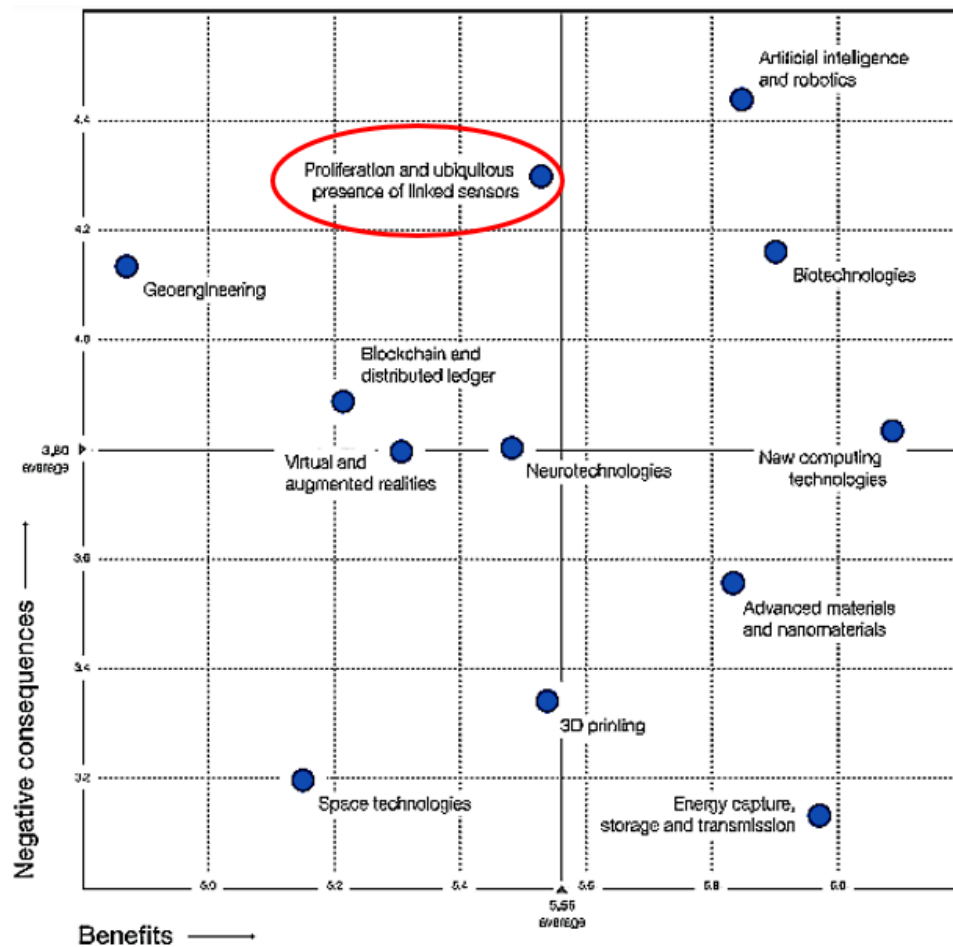 Artificial intelligence
and robotics
4.4
Proliferation and ubiquitous
presence of linked sensors
4.2
Biotechnologies
Geoengineering
4.0
Blockchain and
distributed ledger
3.80
average
Virtual and
augmented realities
Neurotechnologies
New computing
technologies
3.6
Advanced materials
and nanomaterials
3.4
3D printing
3.2
Space technologies
Energy capture,
storage and transmission
Negative consequences
5.0
5.2
5.4
5.6
5.8
6.0
5.55
average
Benefits